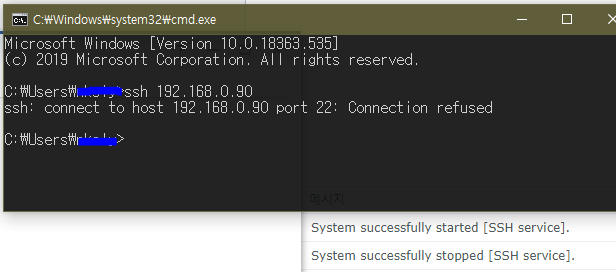 C:₩Windows₩system32₩cmd.exe
Microsoft Windows [Version 10.0.18363.535]
(c) 2019 Microsoft Corporation. All rights reserved.
C:₩Users₩ >ssh 192.168.0.90
ssh: connect to host 192.168.0.90 port 22: Connection refused
C:₩Users₩ >
메시지
System successfully started [SSH service].
System successfully stopped [SSH service].